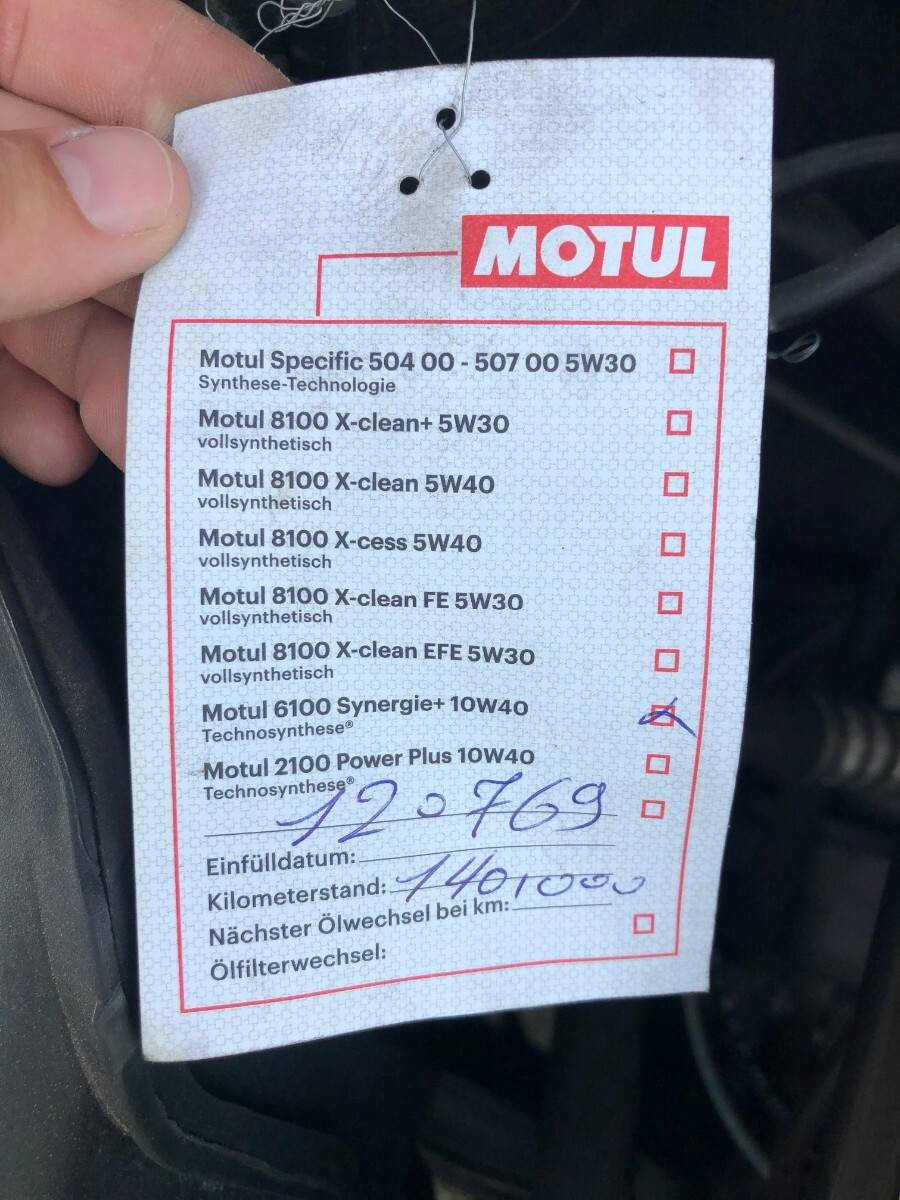 MOTUL
Motul Specific 504 00 - 507 00 5W30
Synthese-Technologie
Motul 8100 X-clean+ 5W30
vollsynthetisch
Motul 8100 X-clean 5W40
vollsynthetisch
Motul 8100 X-cess 5W40
vollsynthetisch
Motul 8100 X-clean FE 5W30
vollsynthetisch
Motul 8100 X-clean EFE 5W30
vollsynthetisch
Motul 6100 Synergie+ 10W40
Technosynthese®
Motul 2100 Power Plus 10W40
Technosynthese®
120769
Einfülldatum:
Kilometerstand: 140,000
Nächster Ölwechsel bei km:
Ölfilterwechsel: